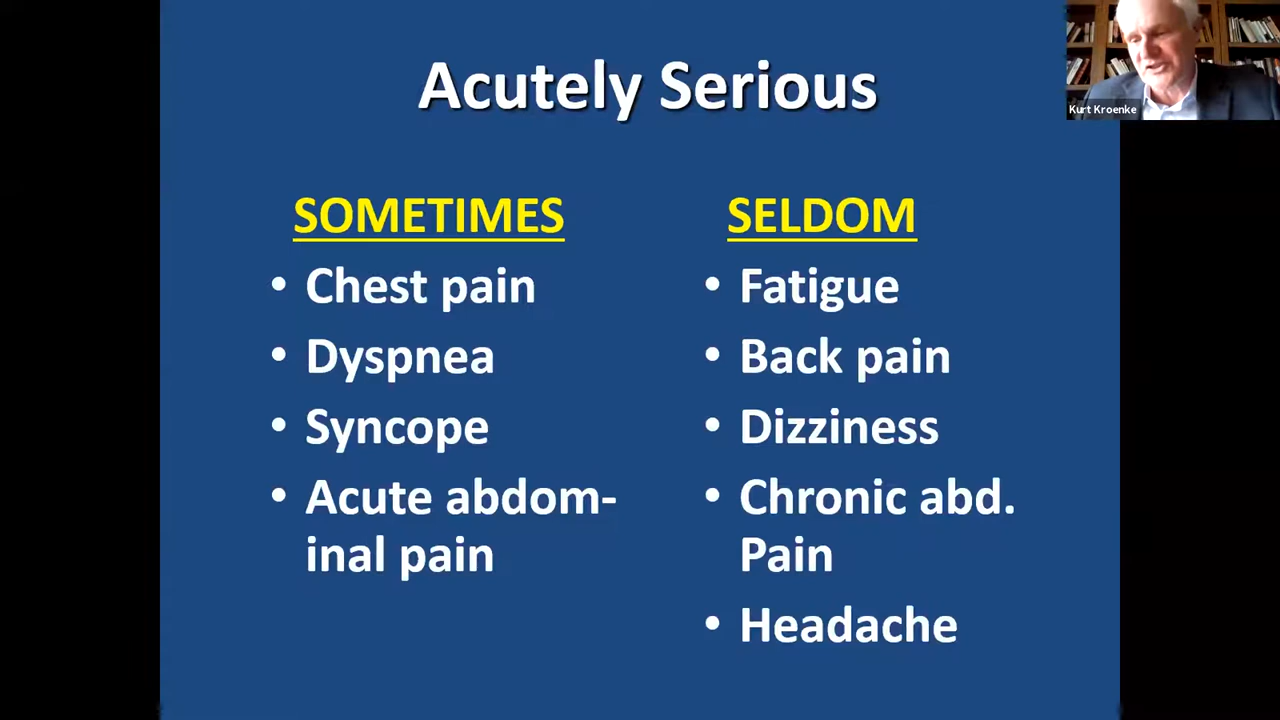 Acutely Serious
Kurt Kroenke
SOMETIMES
• Chest pain
• Dyspnea
• Syncope
• Acute abdom-
inal pain
SELDOM
• Fatigue
• Back pain
• Dizziness
• Chronic abd.
Pain
• Headache